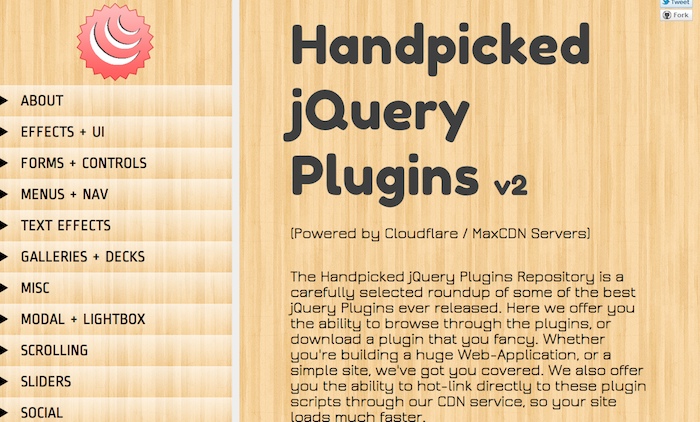 Tweet
Fork
ABOUT
EFFECTS + UI
FORMS + CONTROLS
MENUS + NAV
TEXT EFFECTS
GALLERIES + DECKS
MISC
MODAL + LIGHTBOX
SCROLLING
SLIDERS
SOCIAL
Handpicked
jQuery
Plugins v2
(Powered by Cloudflare / MaxCDN Servers)
The Handpicked jQuery Plugins Repository is a
carefully selected roundup of some of the best
jQuery Plugins ever released. Here we offer you
the ability to browse through the plugins, or
download a plugin that you fancy. Whether
you're building a huge Web-Application, or a
simple site, we've got you covered. We also offer
you the ability to hot-link directly to these plugin
scripts through our CDN service, so your site
loads much faster.